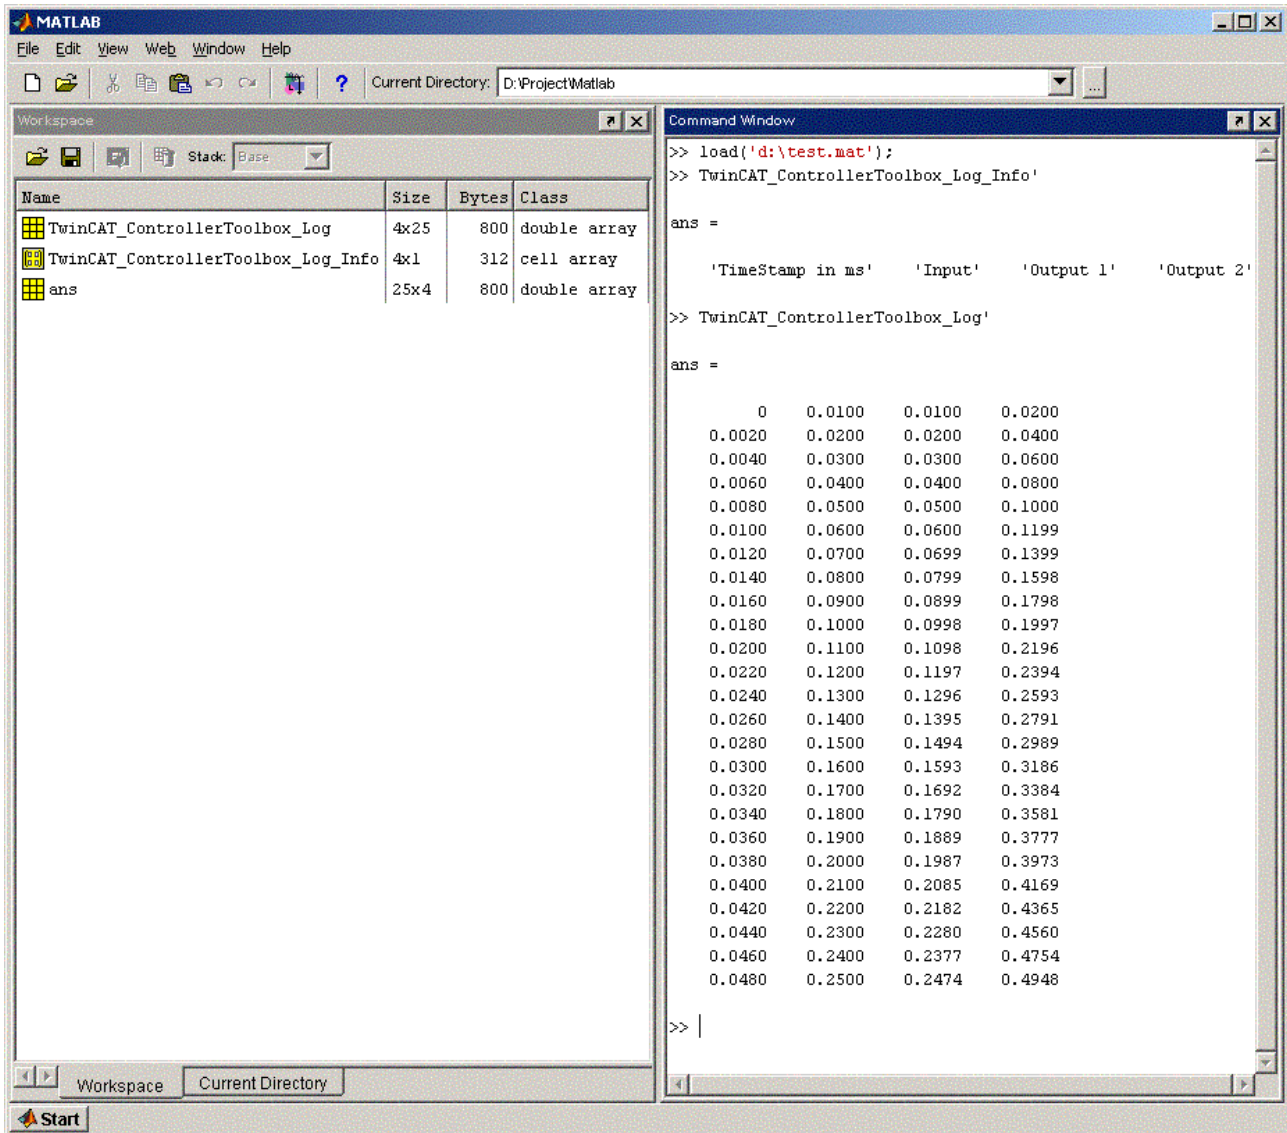 MATLAB
File Edit View Web Window Help
? Current Directory: D:\Project\Matlab ...
Workspace
Stack: Base
Name Size Bytes Class
TwinCAT_ControllerToolbox_Log 4x25 800 double array
TwinCAT_ControllerToolbox_Log_Info 4x1 312 cell array
ans 25x4 800 double array
Workspace Current Directory
Command Window
>> load('d:\test.mat');
>> TwinCAT_ControllerToolbox_Log_Info'
ans =
'TimeStamp in ms' 'Input' 'Output 1' 'Output 2'
>> TwinCAT_ControllerToolbox_Log'
ans =
0 0.0100 0.0100 0.0200
0.0020 0.0200 0.0200 0.0400
0.0040 0.0300 0.0300 0.0600
0.0060 0.0400 0.0400 0.0800
0.0080 0.0500 0.0500 0.1000
0.0100 0.0600 0.0600 0.1199
0.0120 0.0700 0.0699 0.1399
0.0140 0.0800 0.0799 0.1598
0.0160 0.0900 0.0899 0.1798
0.0180 0.1000 0.0998 0.1997
0.0200 0.1100 0.1098 0.2196
0.0220 0.1200 0.1197 0.2394
0.0240 0.1300 0.1296 0.2593
0.0260 0.1400 0.1395 0.2791
0.0280 0.1500 0.1494 0.2989
0.0300 0.1600 0.1593 0.3186
0.0320 0.1700 0.1692 0.3384
0.0340 0.1800 0.1790 0.3581
0.0360 0.1900 0.1889 0.3777
0.0380 0.2000 0.1987 0.3973
0.0400 0.2100 0.2085 0.4169
0.0420 0.2200 0.2182 0.4365
0.0440 0.2300 0.2280 0.4560
0.0460 0.2400 0.2377 0.4754
0.0480 0.2500 0.2474 0.4948
>>
Start